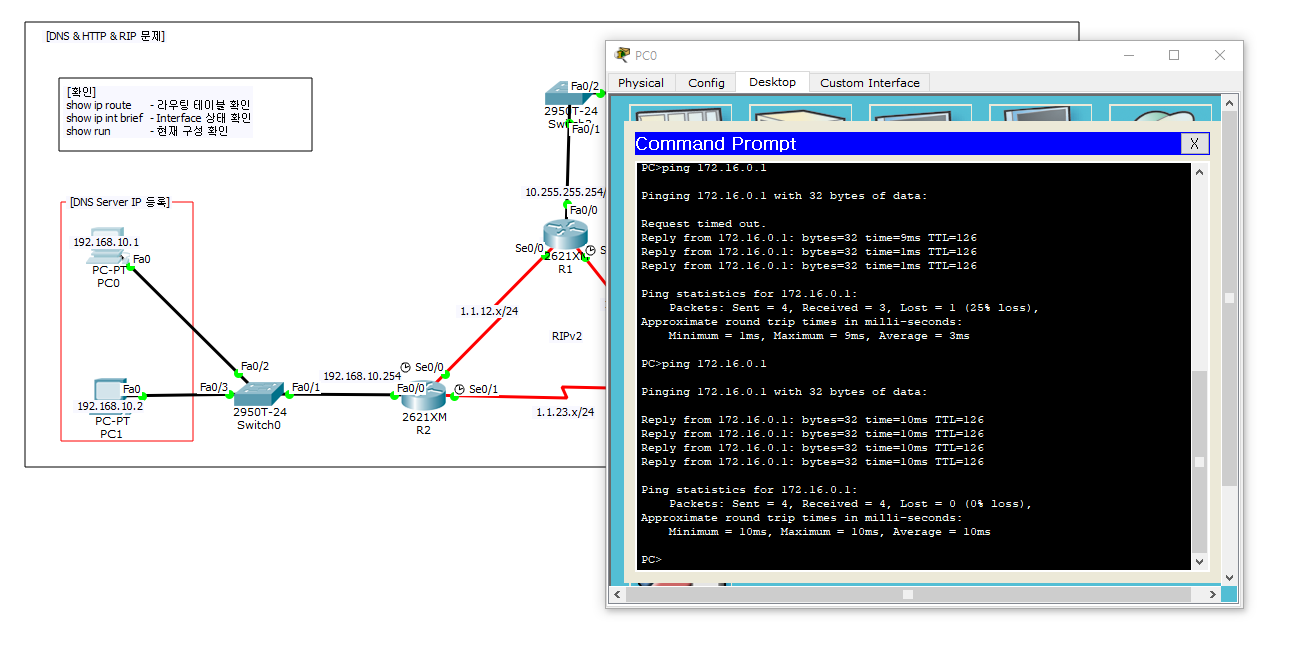 [DNS & HTTP & RIP 문제]
[확인]
show ip route - 라우팅 테이블 확인
show ip int brief - Interface 상태 확인
show run - 현재 구성 확인
[DNS Server IP 등록]
192.168.10.1
Fa0
PC-PT
PC0
Fa0
192.168.10.2
PC-PT
PC1
Fa0/2
Fa0/3
Fa0/1
2950T-24
Switch0
192.168.10.254
Fa0/0
Se0/0
Se0/1
2621XM
R2
1.1.12.x/24
1.1.23.x/24
RIPv2
Fa0/2
2950T-24
Fa0/1
10.255.255.254/
Fa0/0
Se0/0
2621XM
R1
PC0
Physical Config Desktop Custom Interface
Command Prompt
X
PC>ping 172.16.0.1
Pinging 172.16.0.1 with 32 bytes of data:
Request timed out.
Reply from 172.16.0.1: bytes=32 time=9ms TTL=126
Reply from 172.16.0.1: bytes=32 time=1ms TTL=126
Reply from 172.16.0.1: bytes=32 time=1ms TTL=126
Ping statistics for 172.16.0.1:
Packets: Sent = 4, Received = 3, Lost = 1 (25% loss),
Approximate round trip times in milli-seconds:
Minimum = 1ms, Maximum = 9ms, Average = 3ms
PC>ping 172.16.0.1
Pinging 172.16.0.1 with 32 bytes of data:
Reply from 172.16.0.1: bytes=32 time=10ms TTL=126
Reply from 172.16.0.1: bytes=32 time=10ms TTL=126
Reply from 172.16.0.1: bytes=32 time=10ms TTL=126
Reply from 172.16.0.1: bytes=32 time=10ms TTL=126
Ping statistics for 172.16.0.1:
Packets: Sent = 4, Received = 4, Lost = 0 (0% loss),
Approximate round trip times in milli-seconds:
Minimum = 10ms, Maximum = 10ms, Average = 10ms
PC>